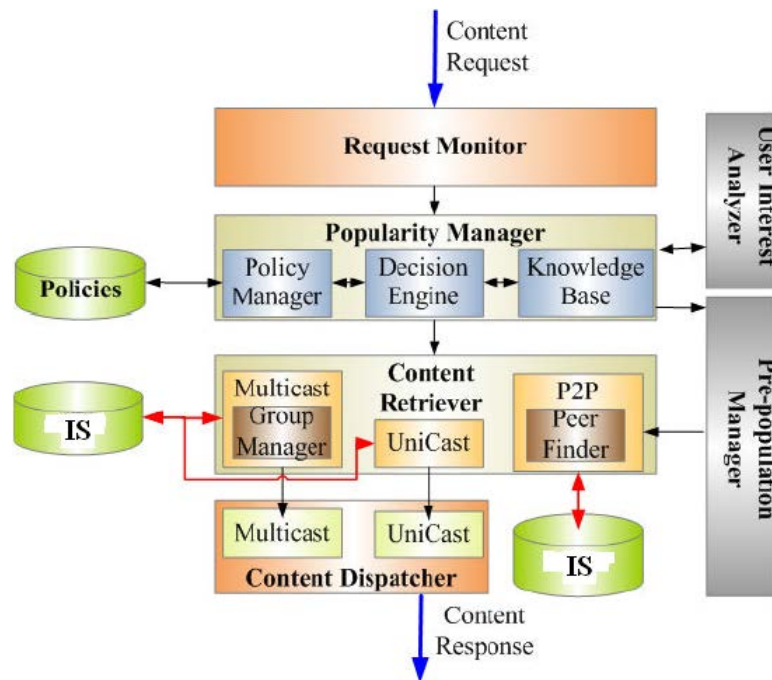 Content
Request
Request Monitor
User Interest
Analyzer
Popularity Manager
Policies
Policy
Manager
Decision
Engine
Knowledge
Base
Pre-population
Manager
Content
Retriever
Multicast
Group
Manager
UniCast
P2P
Peer
Finder
IS
Multicast
UniCast
Content Dispatcher
IS
Content
Response